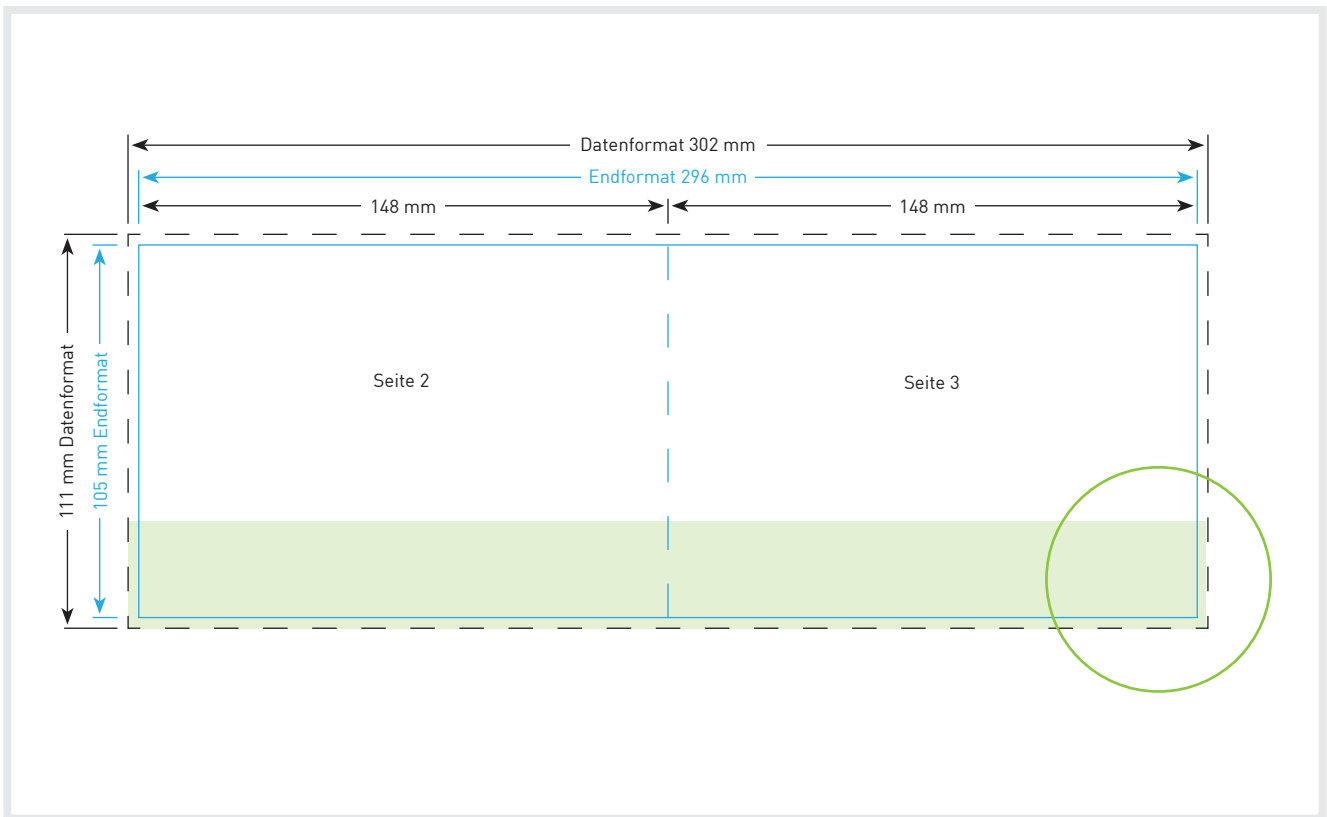 Datenformat 302 mm
Endformat 296 mm
148 mm
148 mm
111 mm Datenformat
105 mm Endformat
Seite 2
Seite 3